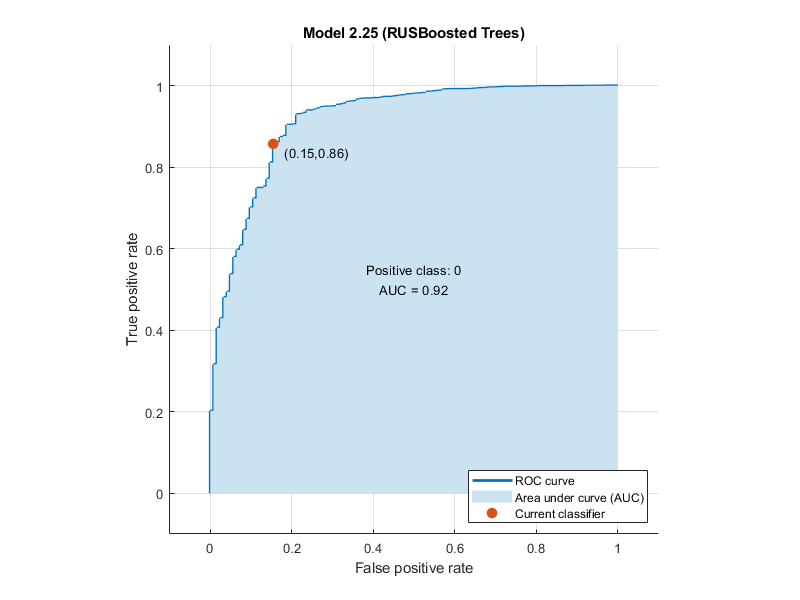 Model 2.25 (RUSBoosted Trees)
1
0.8
0.6
0.4
0.2
0
True positive rate
(0.15,0.86)
Positive class: 0
AUC = 0.92
ROC curve
Area under curve (AUC)
Current classifier
0 0.2 0.4 0.6 0.8 1
False positive rate